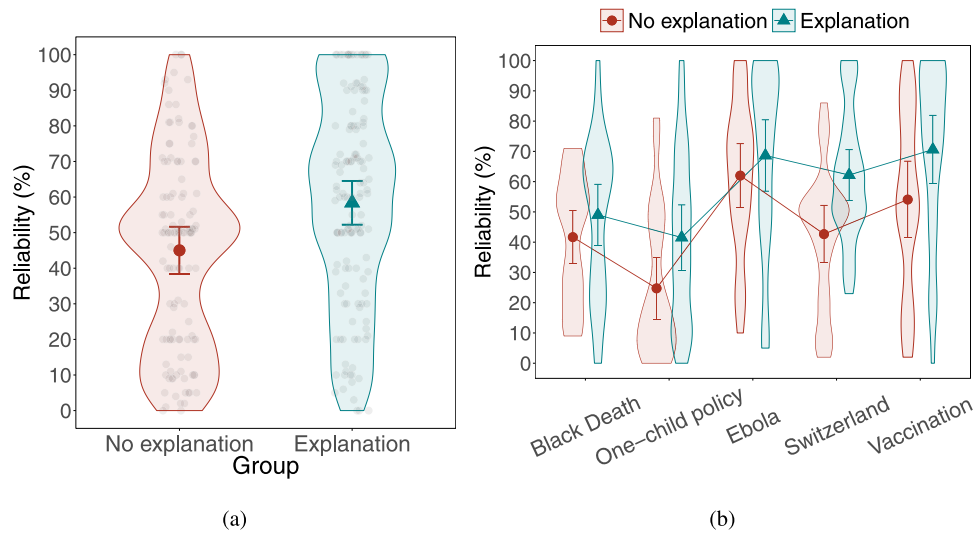 No explanation Explanation
Reliability (%)
100
90
80
70
60
50
40
30
20
10
0
No explanation Explanation
Group
(a)
Reliability (%)
100
90
80
70
60
50
40
30
20
10
0
Black Death
One-child policy
Ebola
Switzerland
Vaccination
(b)